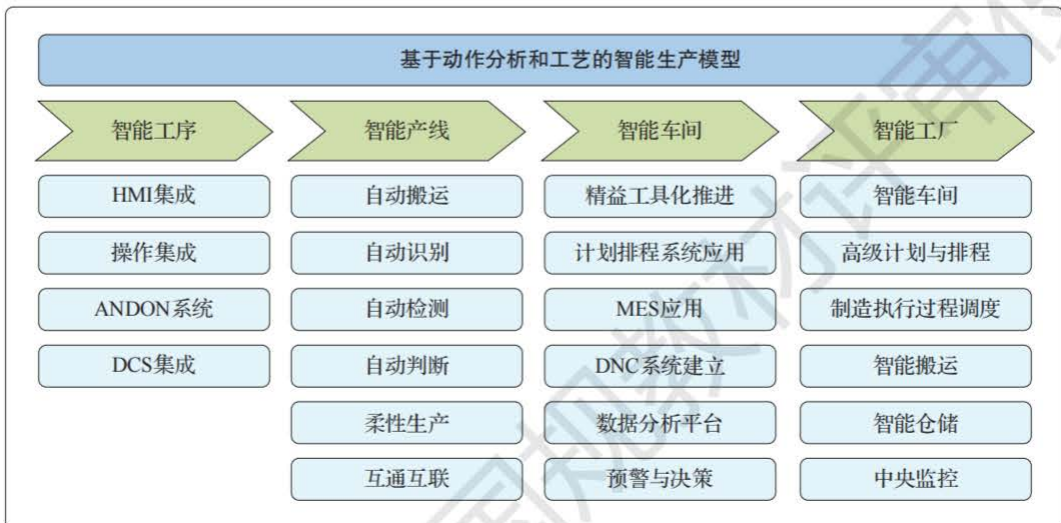 基于动作分析和工艺的智能生产模型
智能工序
智能产线
智能车间
智能工厂
HMI集成
自动搬运
精益工具化推进
智能车间
操作集成
自动识别
计划排程系统应用
高级计划与排程
ANDON系统
自动检测
MES应用
制造执行过程调度
DCS集成
自动判断
DNC系统建立
智能搬运
柔性生产
数据分析平台
智能仓储
互通互联
预警与决策
中央监控
国规教材评审